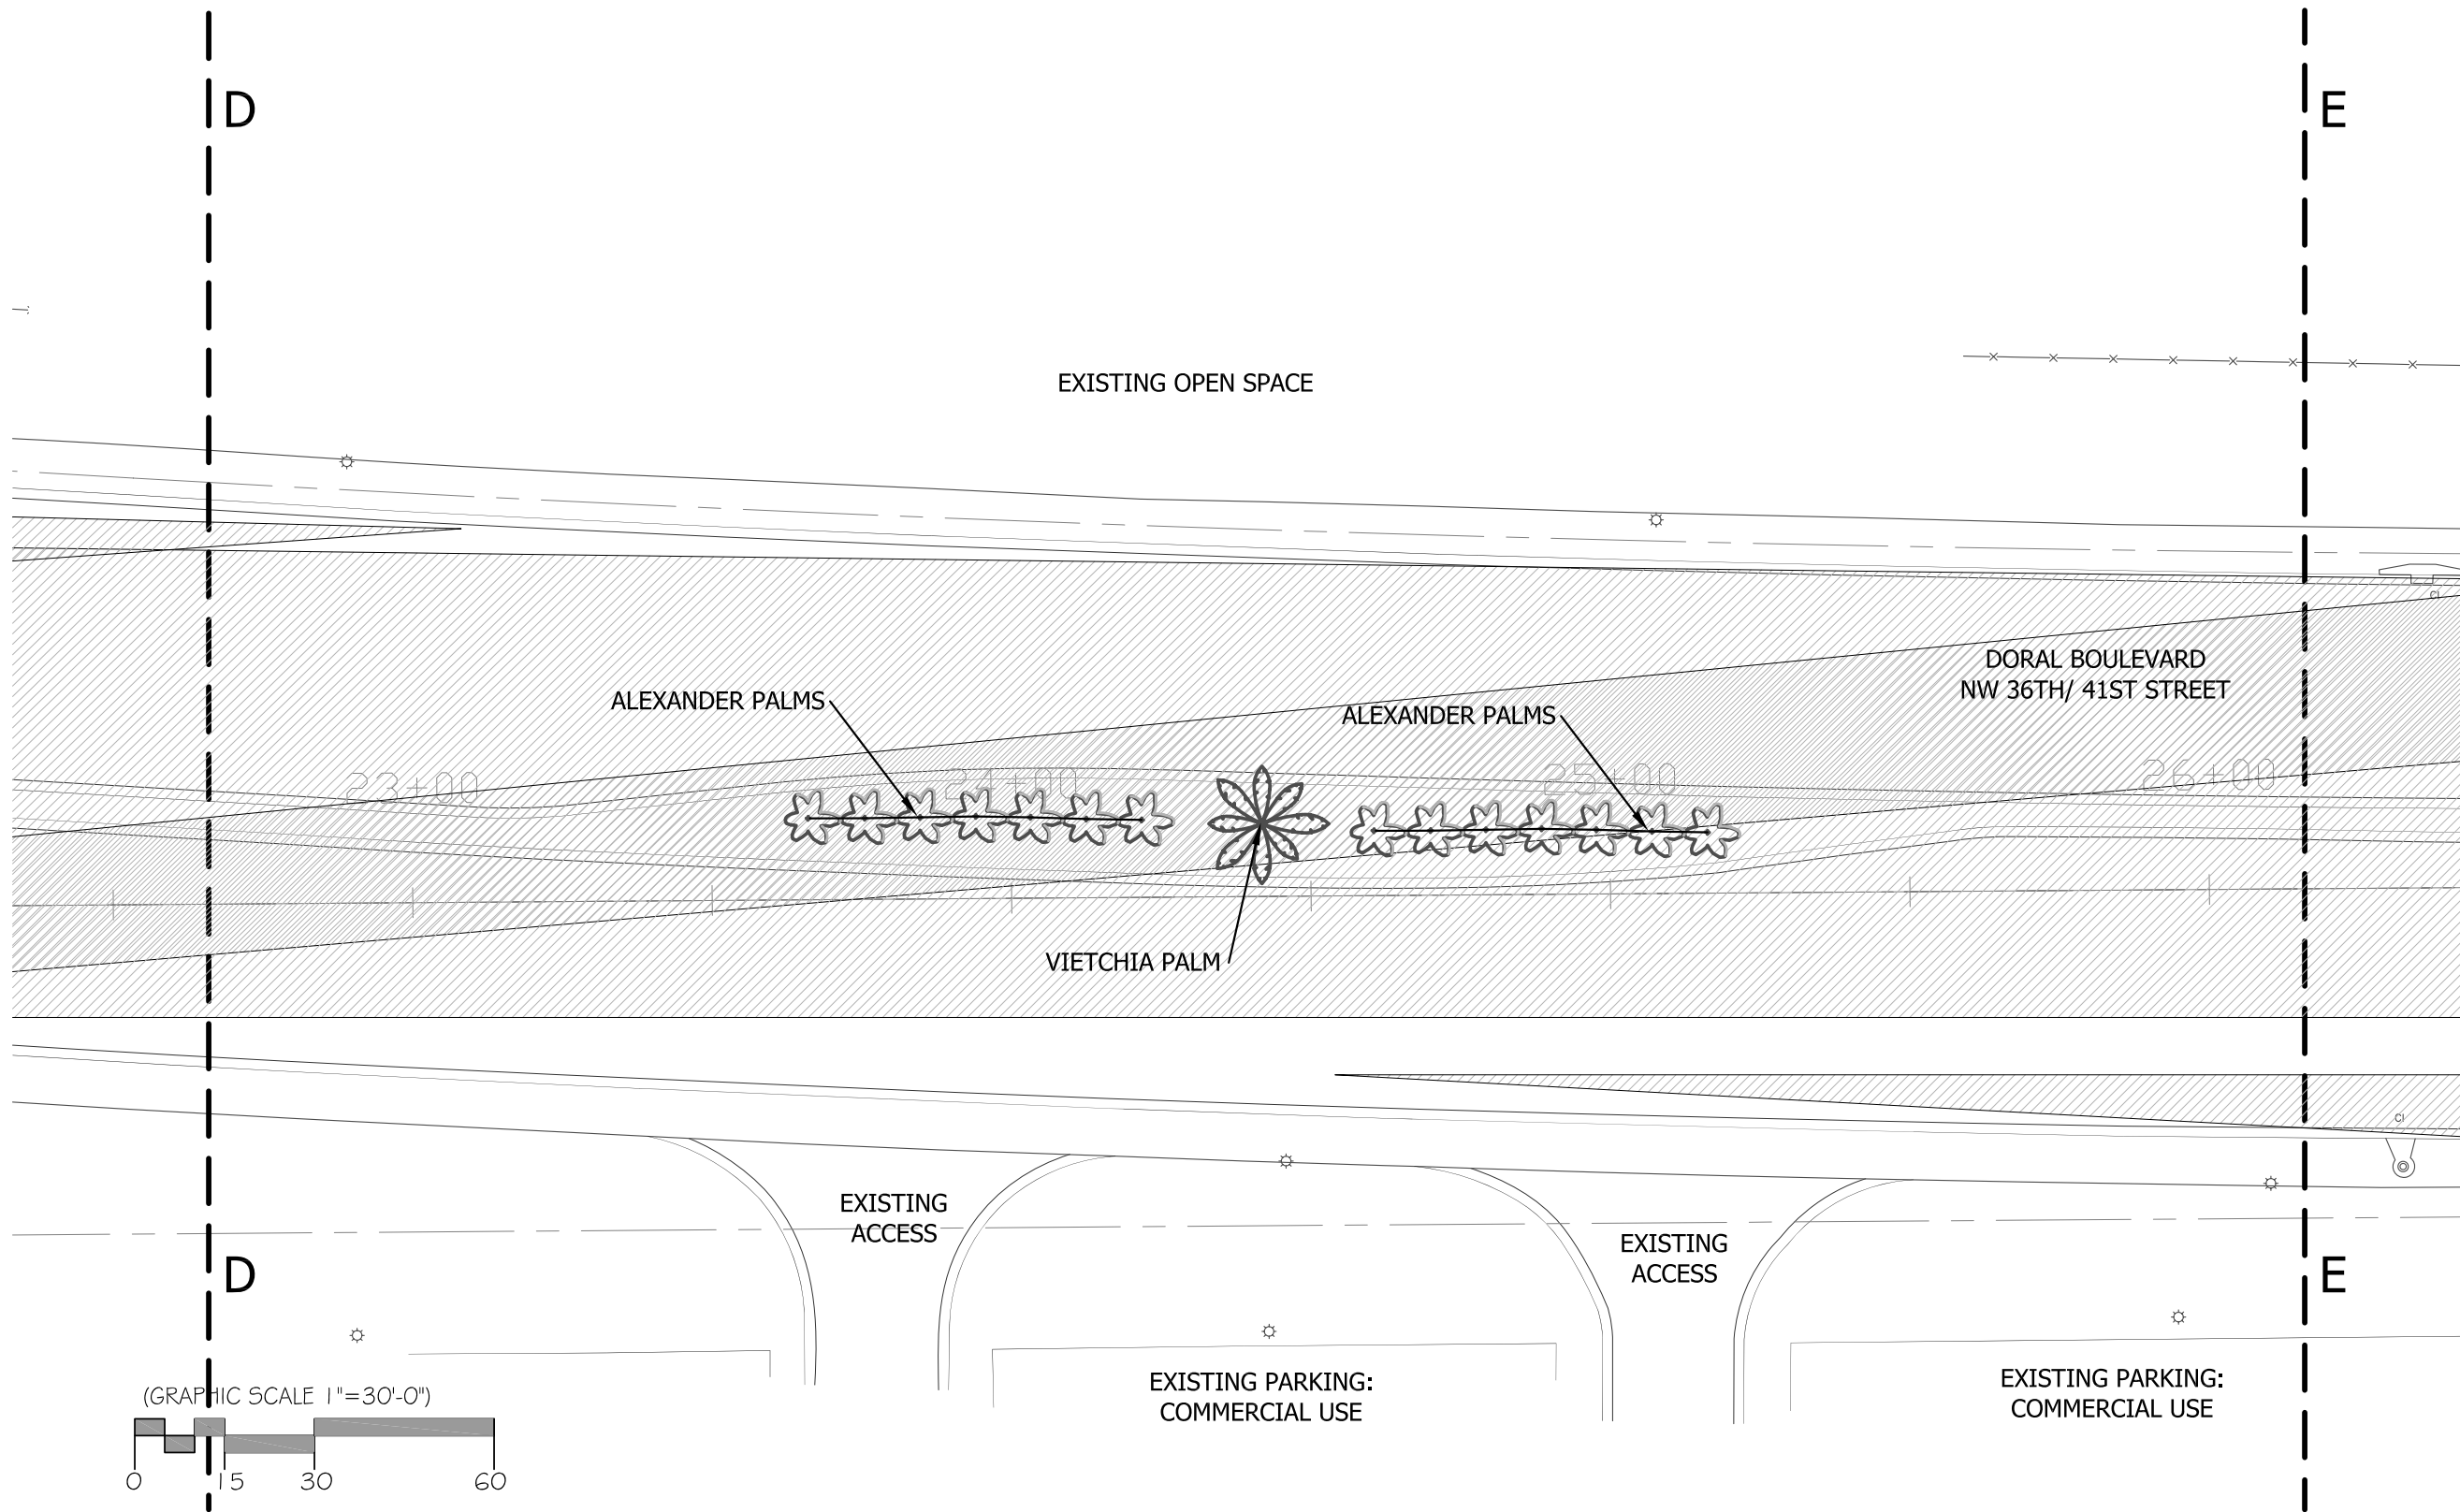 D
E
EXISTING OPEN SPACE
CI
DORAL BOULEVARD
NW 36TH/ 41ST STREET
ALEXANDER PALMS
ALEXANDER PALMS
23+00
24+00
25+00
26+00
VIETCHIA PALM
CI
EXISTING
ACCESS
EXISTING
ACCESS
D
E
EXISTING PARKING:
COMMERCIAL USE
EXISTING PARKING:
COMMERCIAL USE
(GRAPHIC SCALE 1"=30'-0")
0 15 30 60